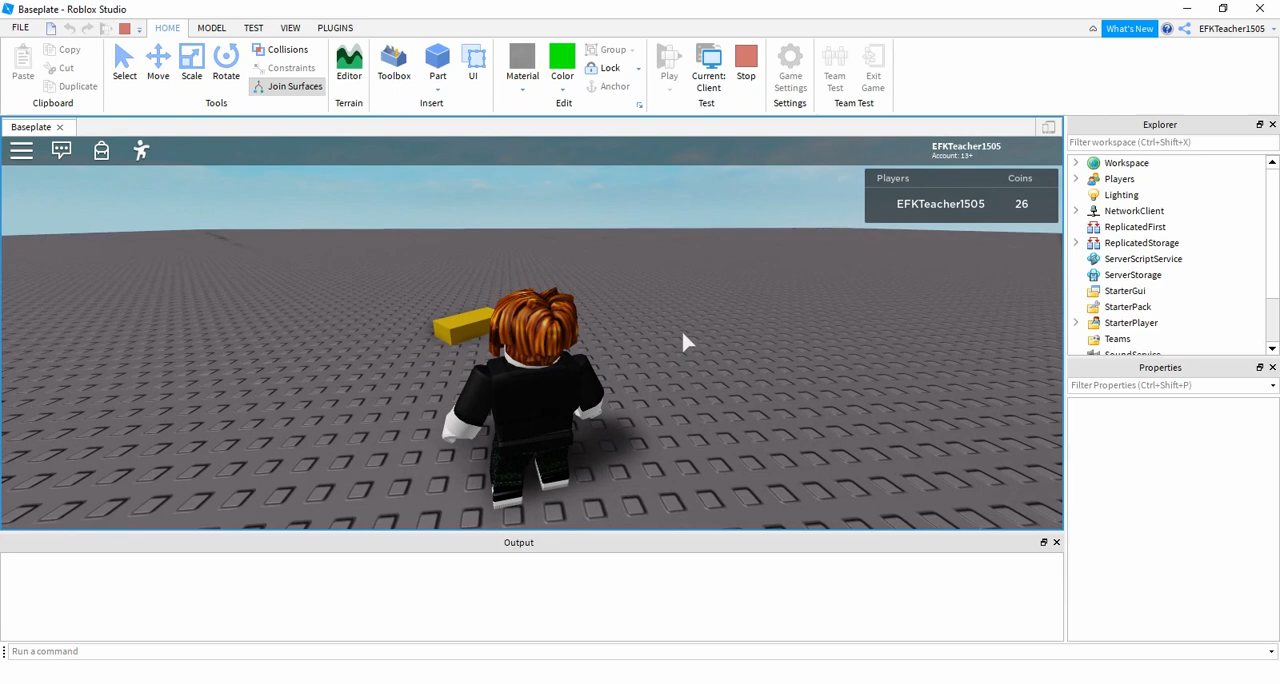 Baseplate - Roblox Studio
FILE HOME MODEL TEST VIEW PLUGINS What's New EFKTeacher1505
Paste Copy Cut Duplicate
Clipboard
Select Move Scale Rotate Collisions Constraints Join Surfaces
Tools
Editor
Terrain
Toolbox Part UI
Insert
Material Color Group Lock Anchor
Edit
Play Current: Client Stop
Test
Game Settings
Settings
Team Test Exit Game
Team Test
Baseplate
EFKTeacher1505
Account: 13+
Players Coins
EFKTeacher1505 26
Explorer
Filter workspace (Ctrl+Shift+X)
Workspace
Players
Lighting
NetworkClient
ReplicatedFirst
ReplicatedStorage
ServerScriptService
ServerStorage
StarterGui
StarterPack
StarterPlayer
Teams
SoundService
Properties
Filter Properties (Ctrl+Shift+P)
Output
Run a command